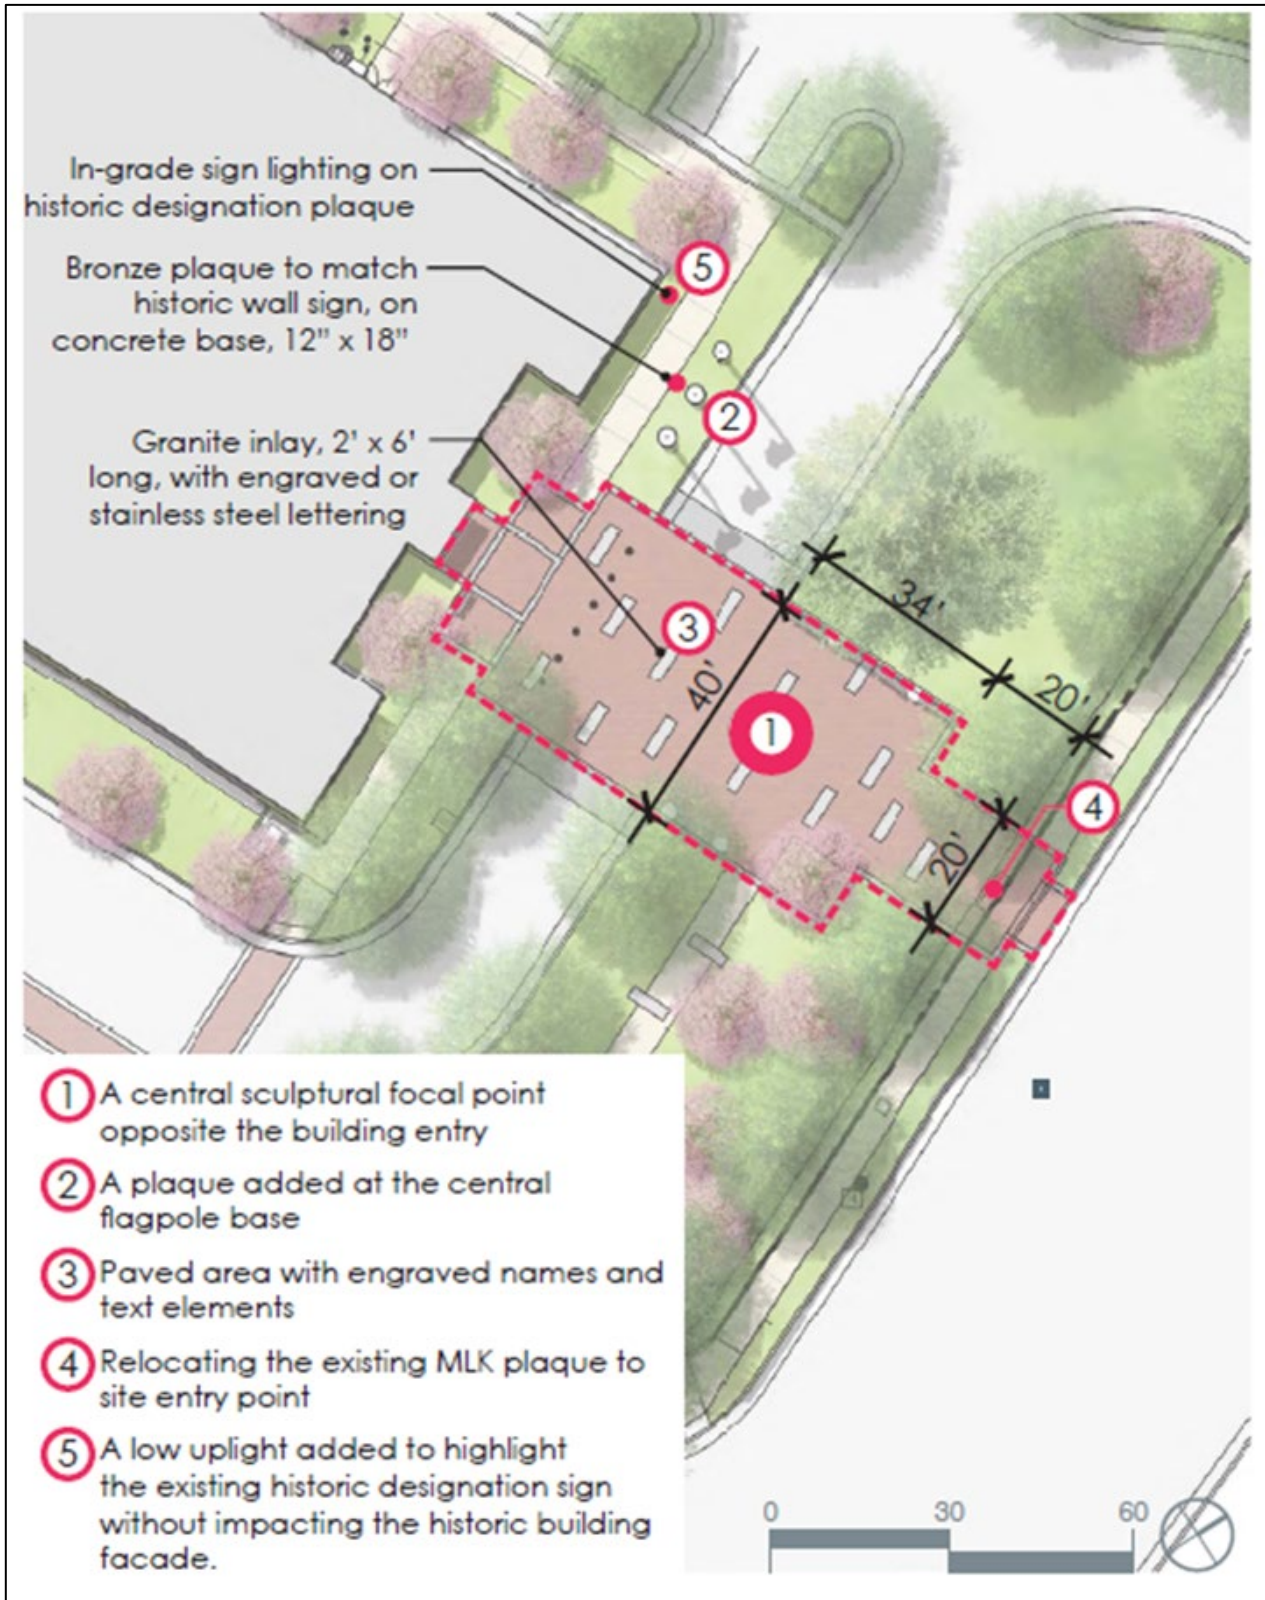 In-grade sign lighting on
historic designation plaque
Bronze plaque to match
historic wall sign, on
concrete base, 12" x 18"
Granite inlay, 2' x 6'
long, with engraved or
stainless steel lettering
5
2
3
1
4
34'
20'
40'
20'
1 A central sculptural focal point
opposite the building entry
2 A plaque added at the central
flagpole base
3 Paved area with engraved names and
text elements
4 Relocating the existing MLK plaque to
site entry point
5 A low uplight added to highlight
the existing historic designation sign
without impacting the historic building
facade.
0 30 60